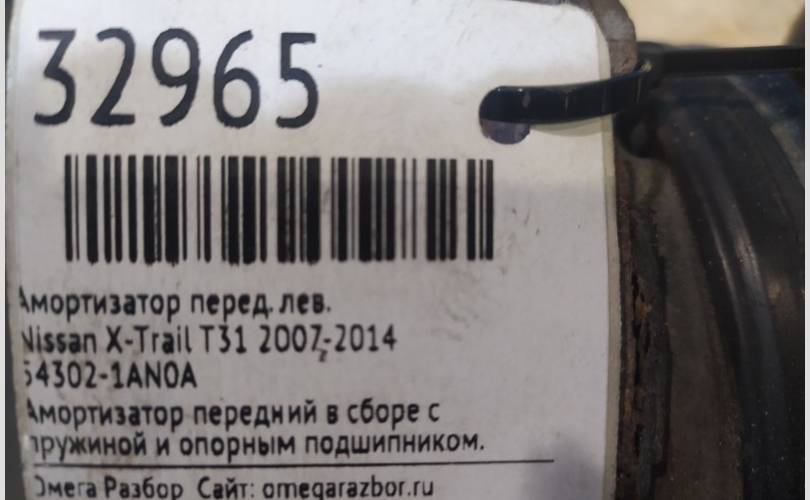 32965
Амортизатор перед. лев.
Nissan X-Trail T31 2007-2014
54302-1AN0A
Амортизатор передний в сборе с
пружиной и опорным подшипником.
Омега Разбор Сайт: omegarazbor.ru